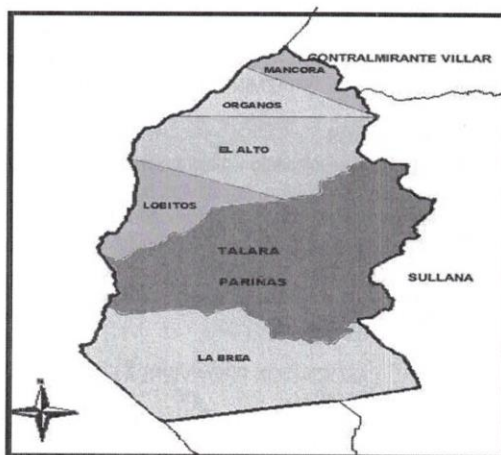 CONTRALMIRANTE VILLAR
MANCORA
ORGANOS
EL ALTO
LOBITOS
TALARA
PARIÑAS
SULLANA
LA BREA
N